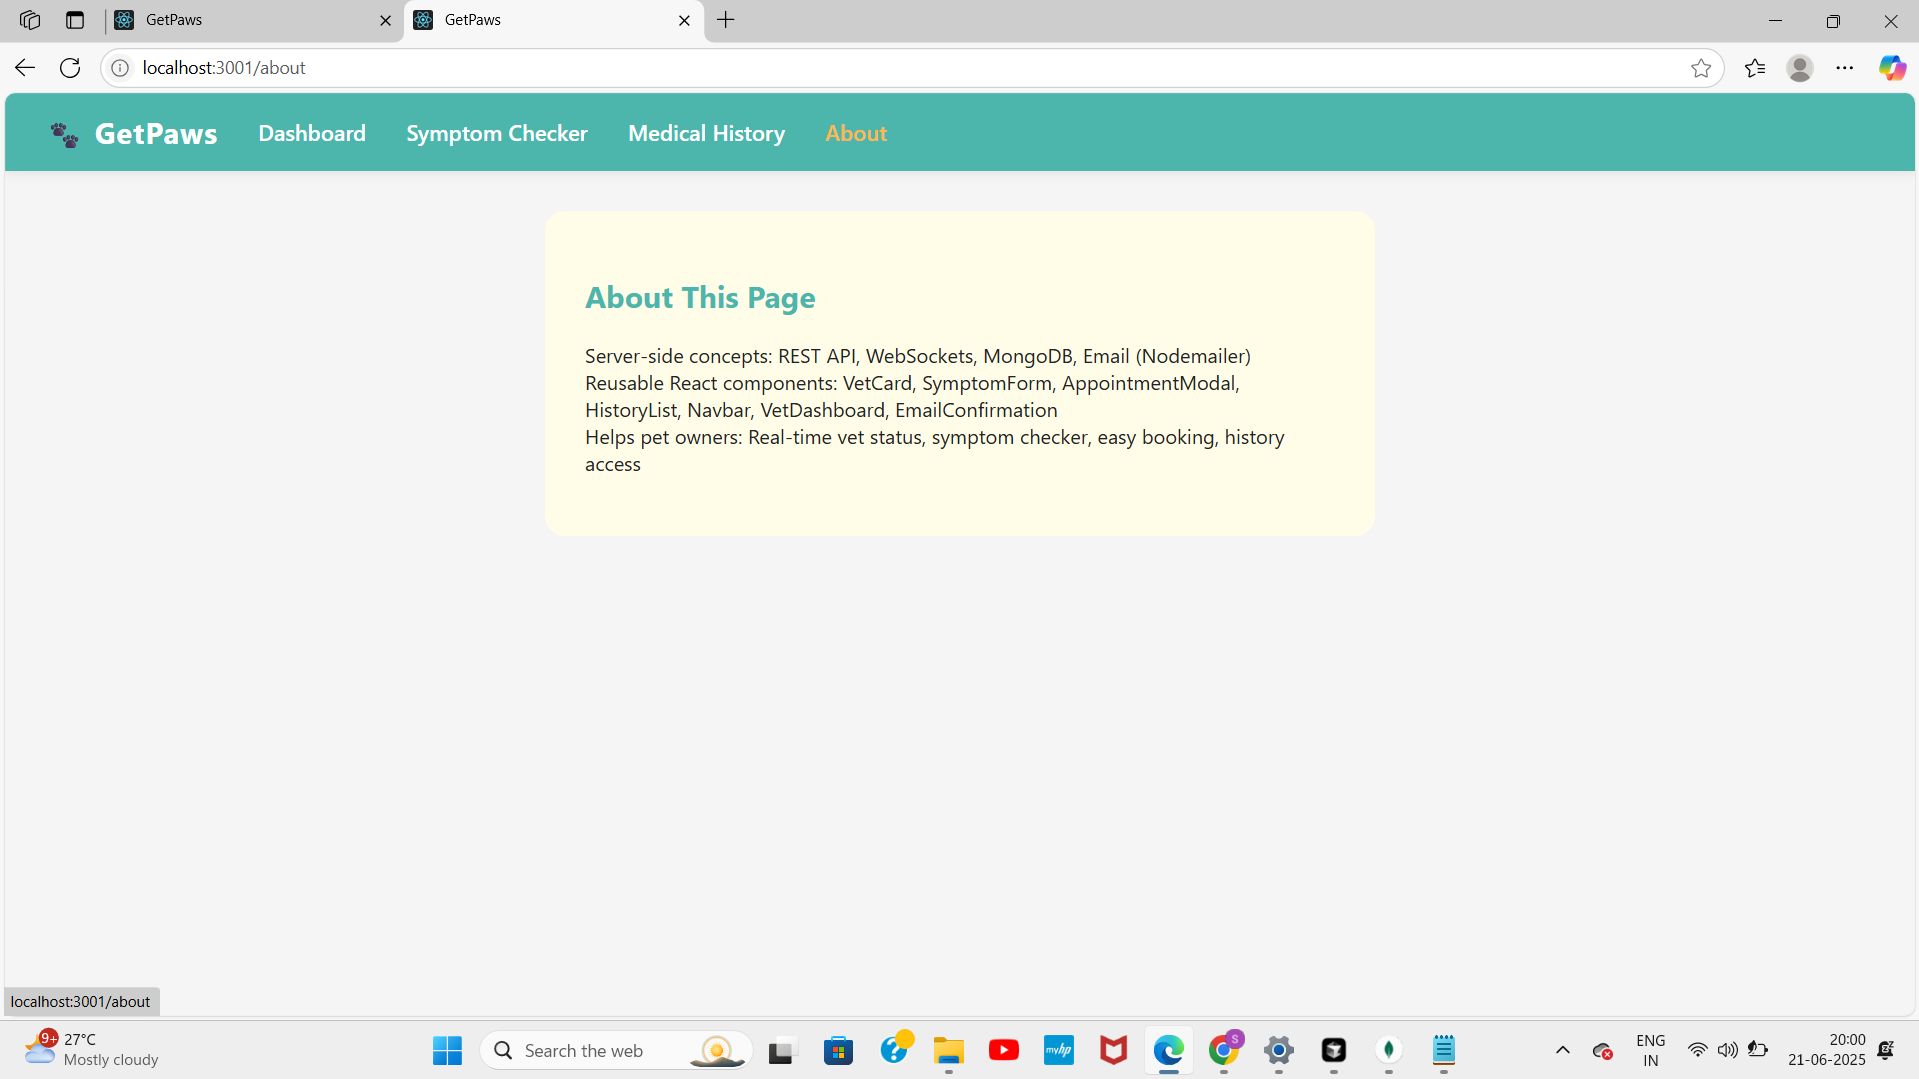 GetPaws
GetPaws
localhost:3001/about
GetPaws Dashboard Symptom Checker Medical History About
About This Page
Server-side concepts: REST API, WebSockets, MongoDB, Email (Nodemailer)
Reusable React components: VetCard, SymptomForm, AppointmentModal,
HistoryList, Navbar, VetDashboard, EmailConfirmation
Helps pet owners: Real-time vet status, symptom checker, easy booking, history
access
localhost:3001/about
9+
27°C
Mostly cloudy
Search the web
myhp
S
ENG
IN
20:00
21-06-2025